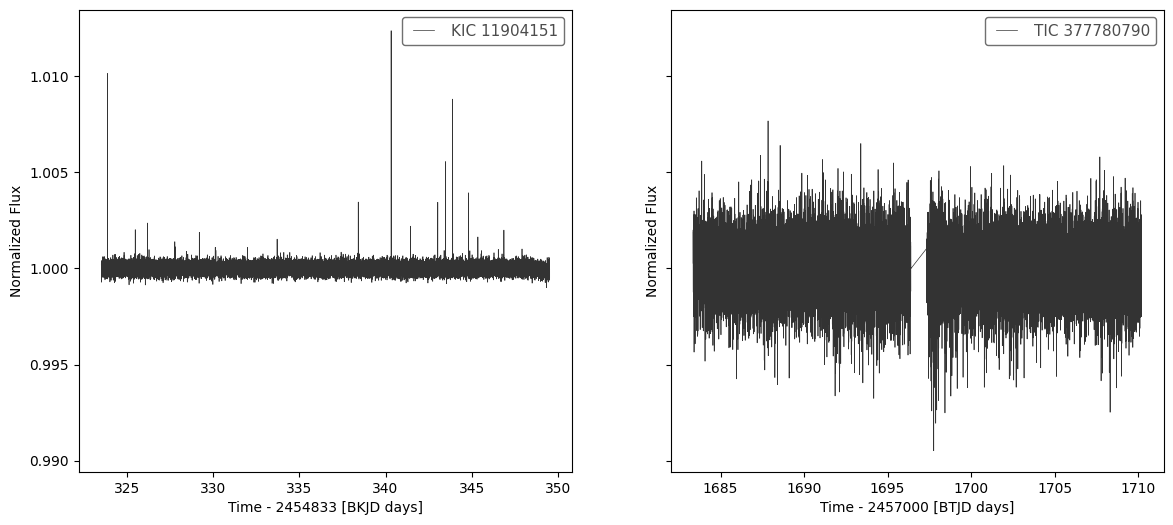 KIC 11904151
1.010
1.005
1.000
0.995
0.990
Normalized Flux
325 330 335 340 345 350
Time - 2454833 [BKJD days]
TIC 377780790
Normalized Flux
1685 1690 1695 1700 1705 1710
Time - 2457000 [BTJD days]